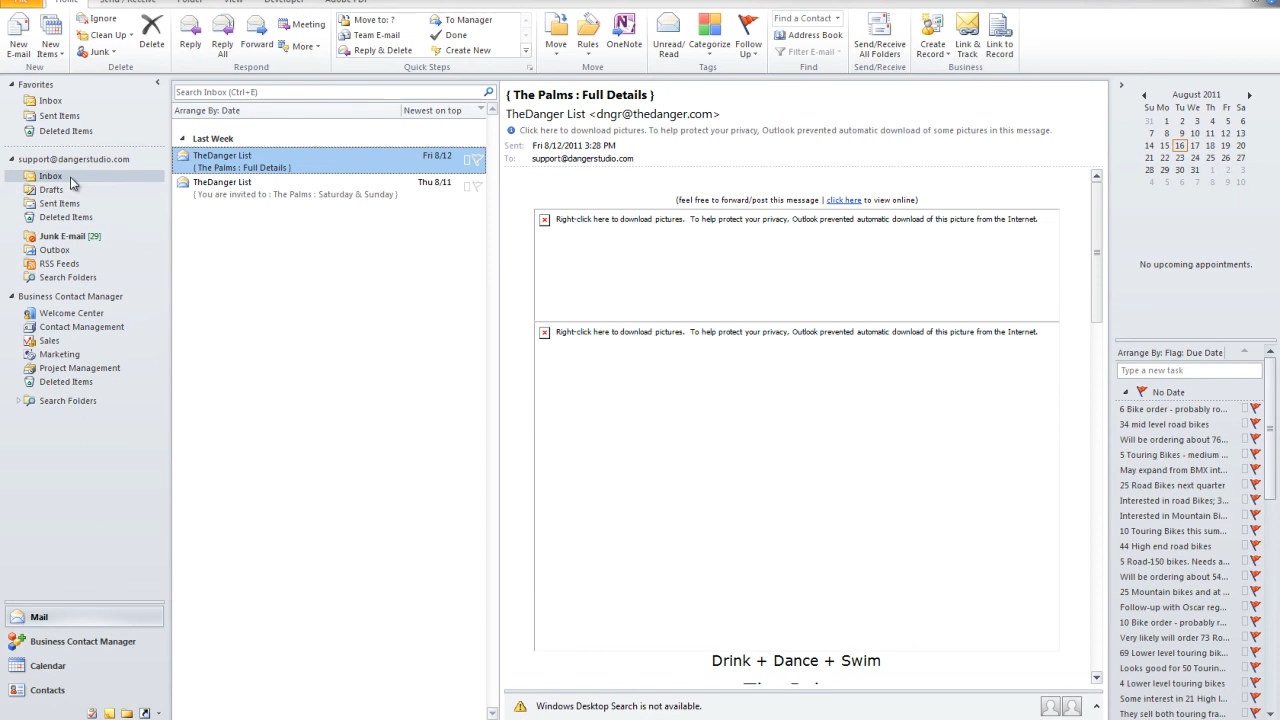 File Home Send/Receive Folder View Developer Adobe PDF
New E-mail
New Items
Ignore
Clean Up
Junk
Delete
Reply
Reply All
Forward
Meeting
More
Move to: ?
Team E-mail
Reply & Delete
To Manager
Done
Create New
Move
Rules
OneNote
Unread/ Read
Categorize
Follow Up
Find a Contact
Address Book
Filter E-mail
Send/Receive All Folders
Create Record
Link & Track
Link to Record
New Delete Respond Quick Steps Move Tags Find Send/Receive Business
Favorites
Inbox
Sent Items
Deleted Items
support@dangerstudio.com
Inbox
Drafts
Sent Items
Deleted Items
Junk E-mail [29]
Outbox
RSS Feeds
Search Folders
Business Contact Manager
Welcome Center
Contact Management
Sales
Marketing
Project Management
Deleted Items
Search Folders
Mail
Business Contact Manager
Calendar
Contacts
Search Inbox (Ctrl+E)
Arrange By: Date Newest on top
Last Week
TheDanger List Fri 8/12
{ The Palms : Full Details }
TheDanger List Thu 8/11
{ You are invited to : The Palms : Saturday & Sunday }
{ The Palms : Full Details }
TheDanger List <dngr@thedanger.com>
Click here to download pictures. To help protect your privacy, Outlook prevented automatic download of some pictures in this message.
Sent: Fri 8/12/2011 3:28 PM
To: support@dangerstudio.com
(feel free to forward/post this message | click here to view online)
Right-click here to download pictures. To help protect your privacy, Outlook prevented automatic download of this picture from the Internet.
Right-click here to download pictures. To help protect your privacy, Outlook prevented automatic download of this picture from the Internet.
Drink + Dance + Swim
Windows Desktop Search is not available.
August 2011
Su Mo Tu We Th Fr Sa
31 1 2 3 4 5 6
7 8 9 10 11 12 13
14 15 16 17 18 19 20
21 22 23 24 25 26 27
28 29 30 31 1 2 3
4 5 6 7 8 9 10
No upcoming appointments.
Arrange By: Flag: Due Date
Type a new task
No Date
6 Bike order - probably ro...
34 mid level road bikes
Will be ordering about 76...
5 Touring Bikes - medium ...
May expand from BMX int...
25 Road Bikes next quarter
Interested in road Bikes; 3...
Interested in Mountain Bi...
10 Touring Bikes this sum...
44 High end road bikes
5 Road-150 bikes. Needs a...
Will be ordering about 54...
25 Mountain bikes and at ...
Follow-up with Oscar reg...
10 Bike order - probably r...
Very likely will order 73 Ro...
69 Lower level touring bik...
Looks good for 50 Tourin...
4 Lower level touring bikes
Some interest in 21 High l...
They sell both touring fra...